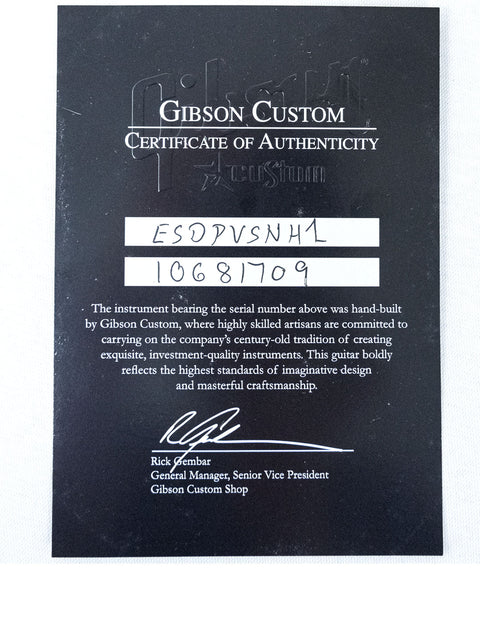 Gibson
GIBSON CUSTOM
CERTIFICATE OF AUTHENTICITY
custom
ESDPVSNH1
10681709
The instrument bearing the serial number above was hand-built
by Gibson Custom, where highly skilled artisans are committed to
carrying on the company's century-old tradition of creating
exquisite, investment-quality instruments. This guitar boldly
reflects the highest standards of imaginative design
and masterful craftsmanship.
Rick Gembar
General Manager, Senior Vice President
Gibson Custom Shop